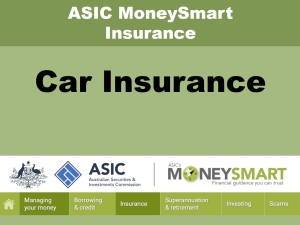 ASIC MoneySmart
Insurance
Car Insurance
ASIC
Australian Securities &
Investments Commission
ASIC's
MONEYSMART
Financial guidance you can trust
Managing
your money
Borrowing
& credit
Insurance
Superannuation
& retirement
Investing
Scams